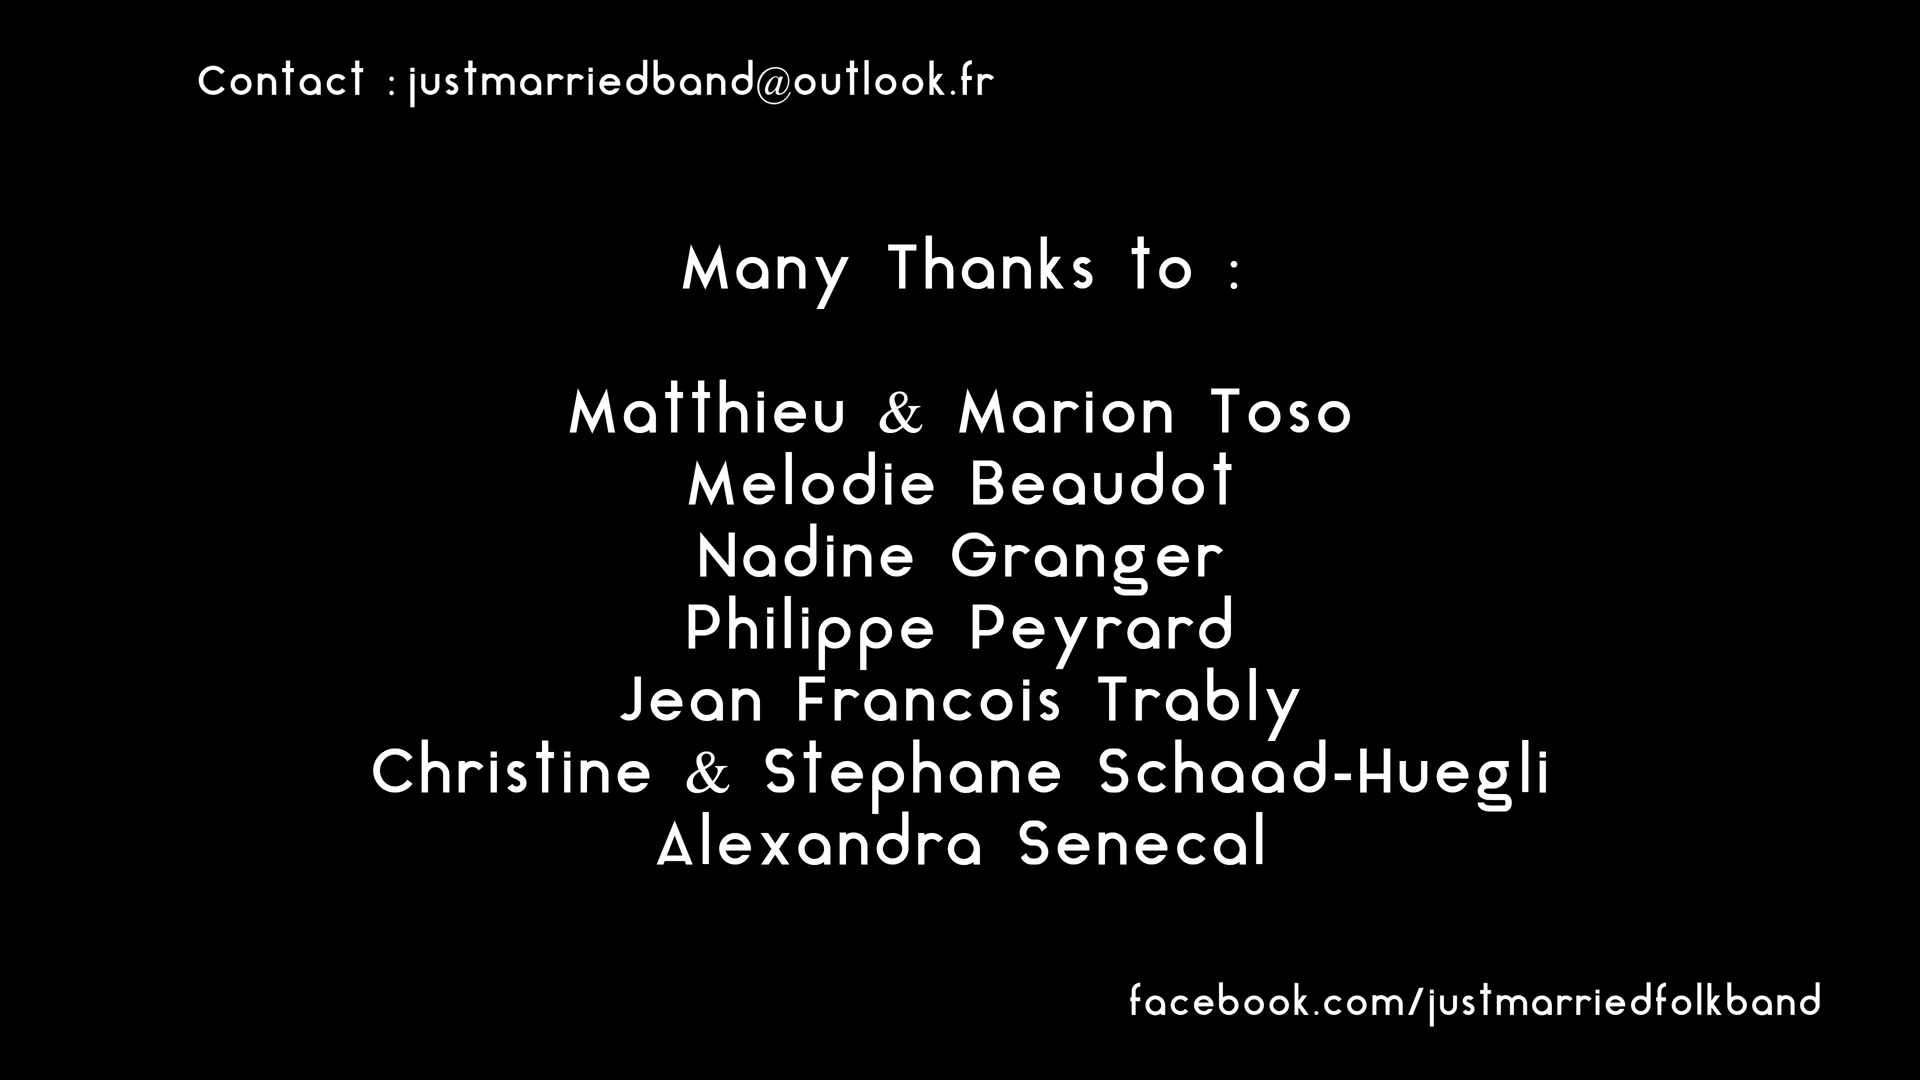 Contact : justmarriedband@outlook.fr
Many Thanks to :
Matthieu & Marion Toso
Melodie Beaudot
Nadine Granger
Philippe Peyrard
Jean Francois Trably
Christine & Stephane Schaad-Huegli
Alexandra Senecal
facebook.com/justmarriedfolkband